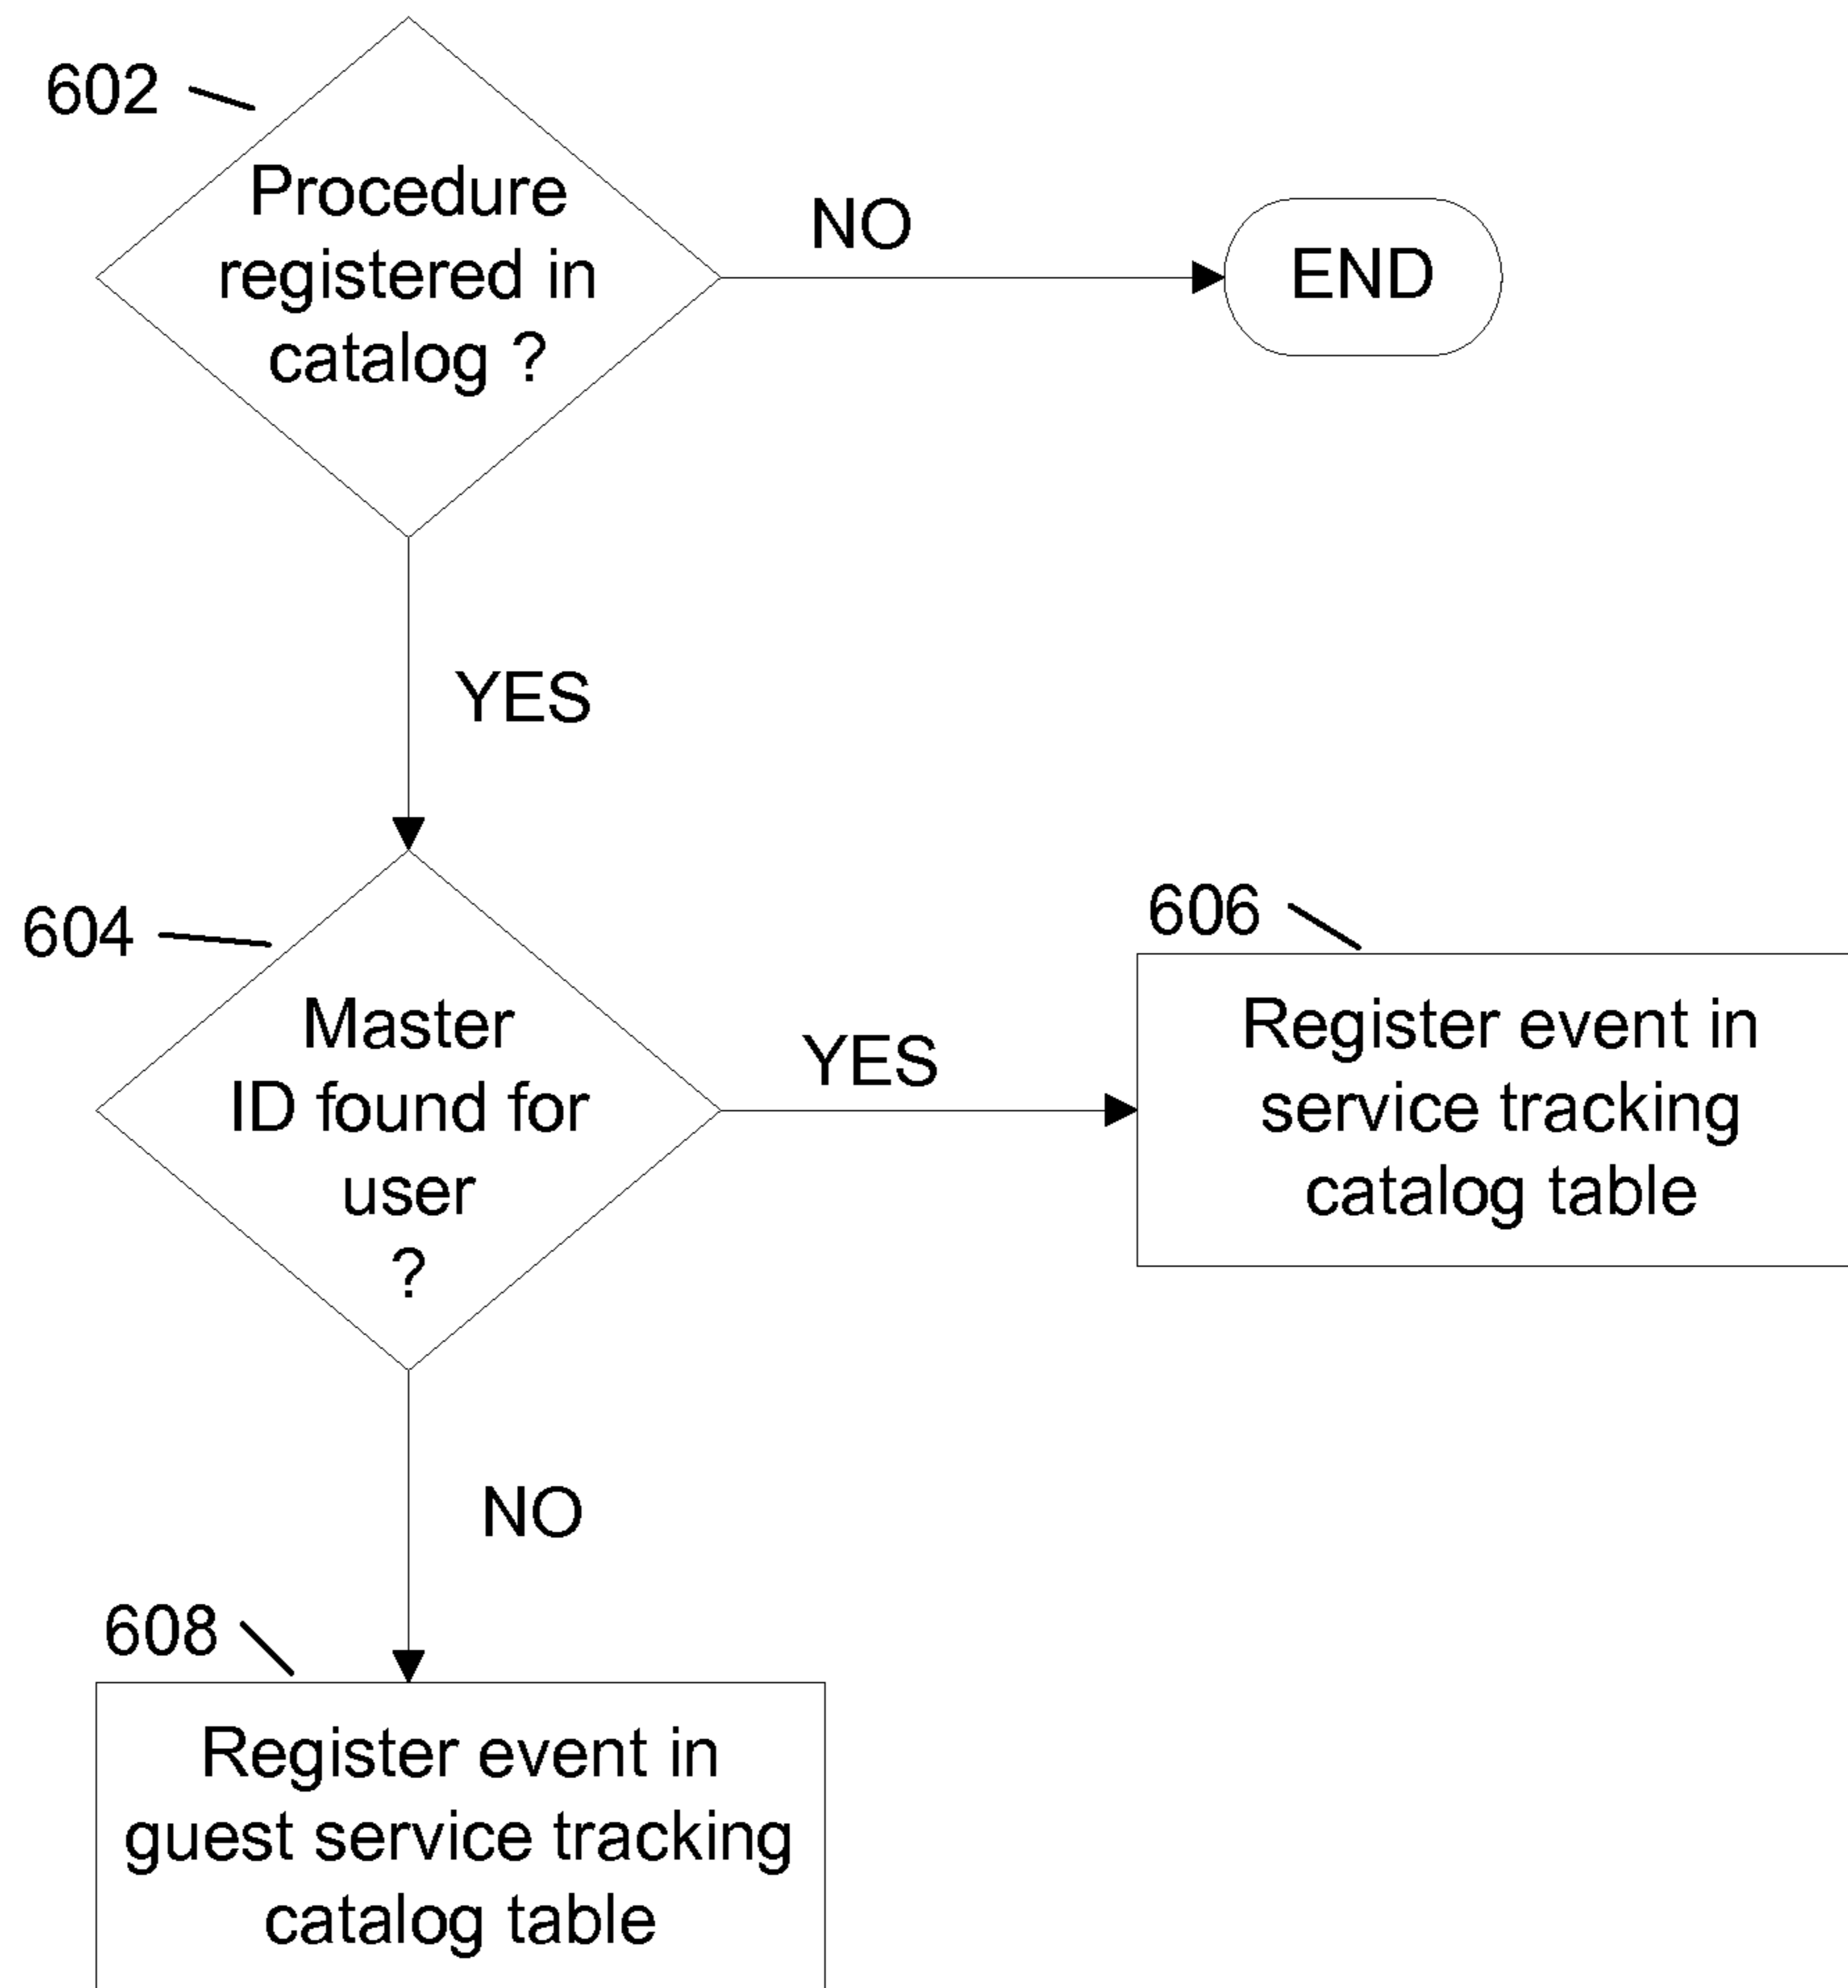 602
Procedure
registered in
catalog ?
NO
END
YES
604
Master
ID found for
user
?
YES
606
Register event in
service tracking
catalog table
NO
608
Register event in
guest service tracking
catalog table